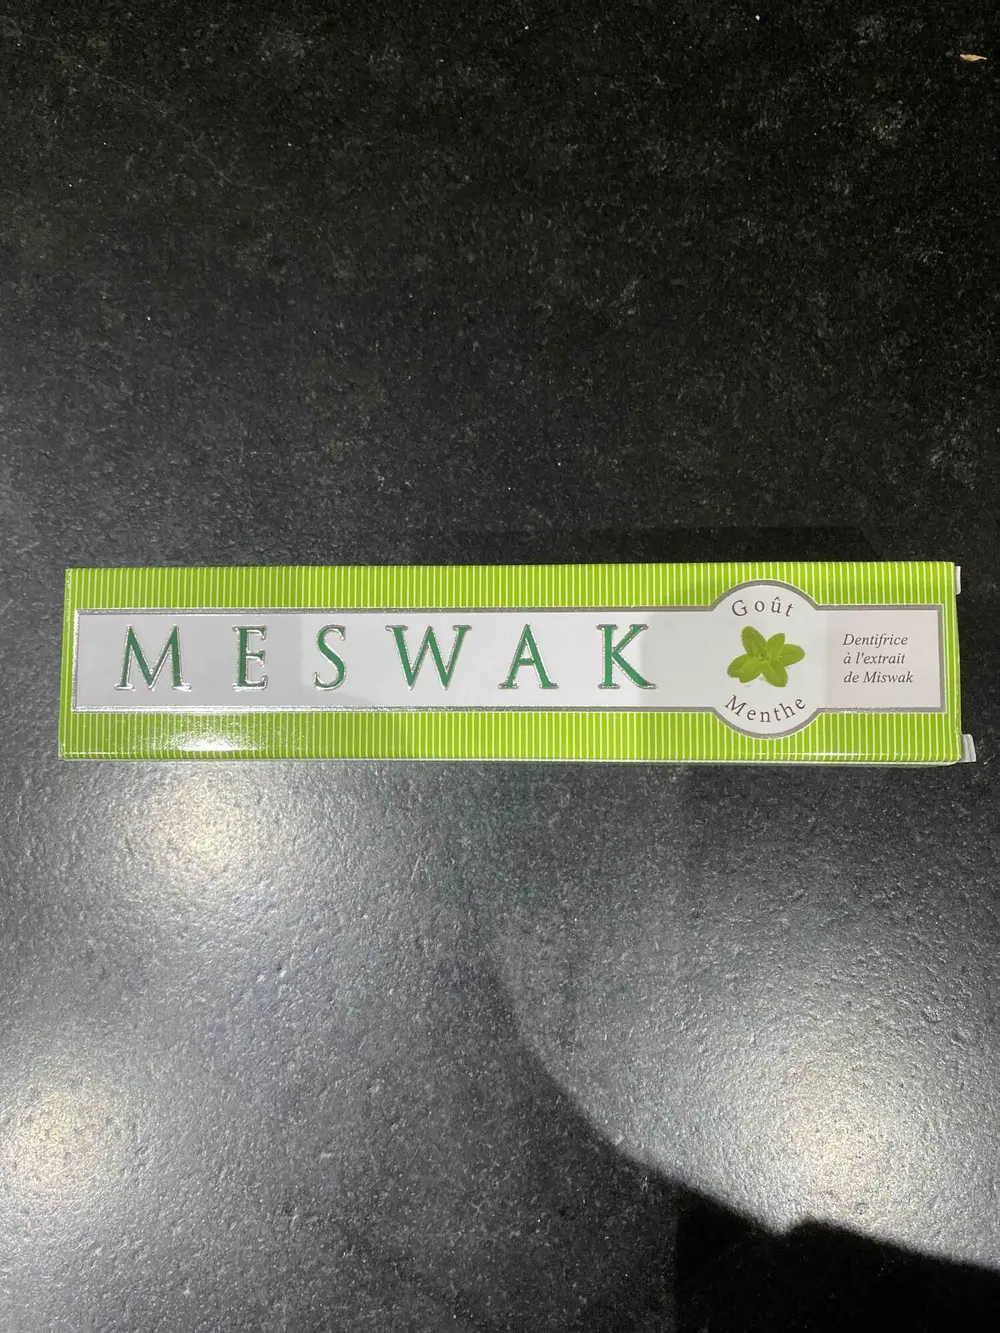 MESWAK
Goût
Menthe
Dentifrice
à l'extrait
de Miswak